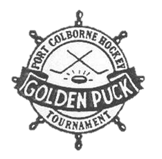 PORT COLBORNE HOCKEY
GOLDEN PUCK
TOURNAMENT